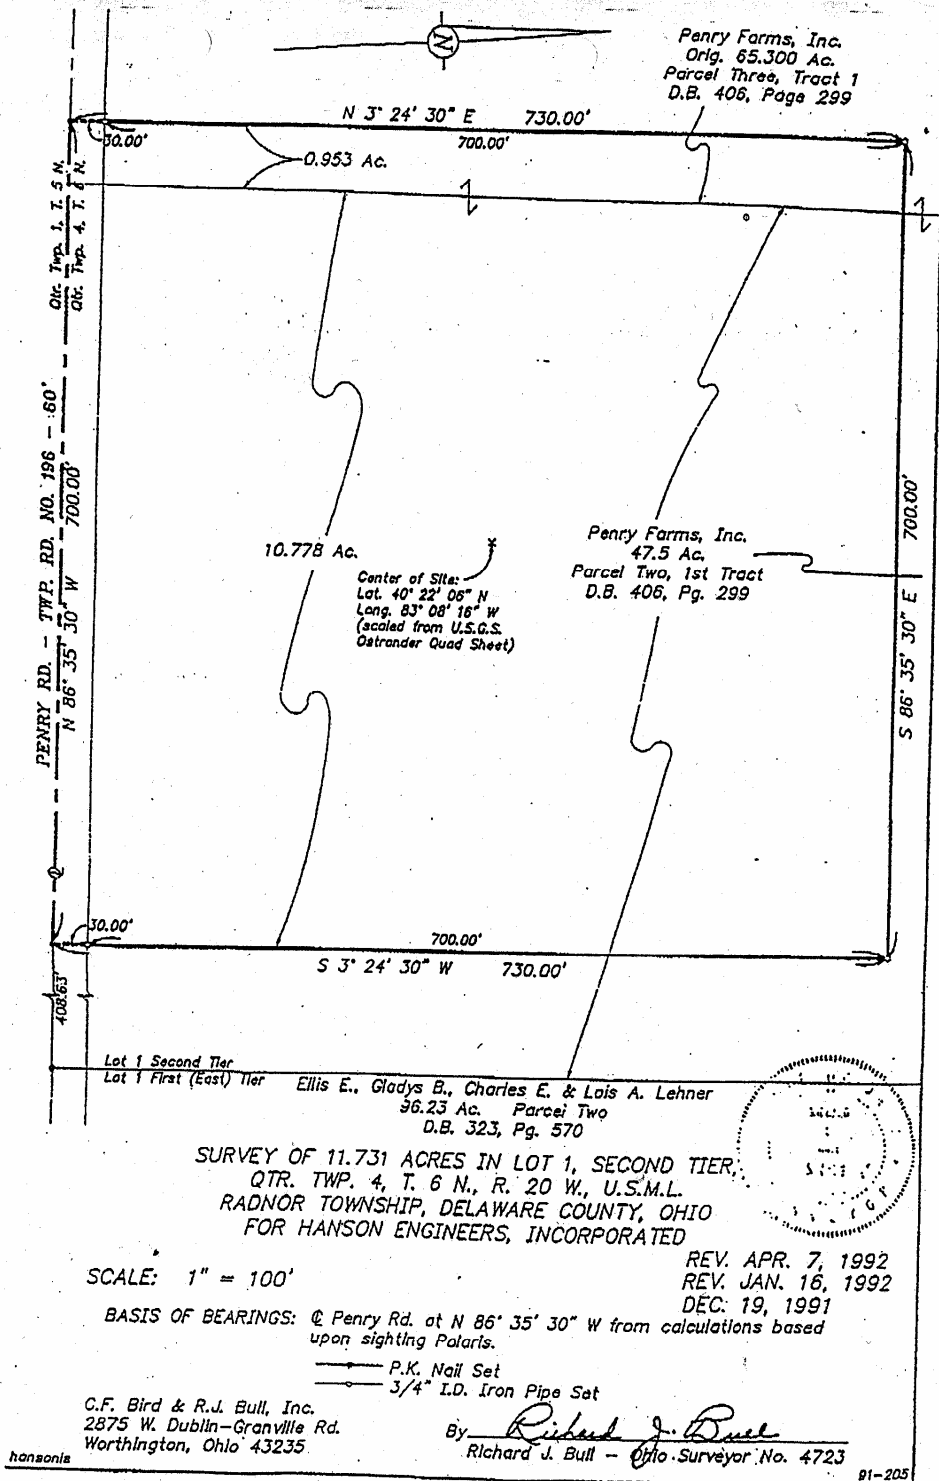 N
Penry Farms, Inc.
Orig. 65.300 Ac.
Parcel Three, Tract 1
D.B. 406, Page 299
N 3° 24' 30" E 730.00'
30.00'
700.00'
0.953 Ac.
Qtr. Twp. 1, T. 5 N.
Qtr. Twp. 4, T. 6 N.
PENRY RD. - TWP. RD. NO. 196 - 60'
N 86° 35' 30" W 700.00'
10.778 Ac.
Center of Site:
Lat. 40° 22' 06" N
Long. 83° 08' 16" W
(scaled from U.S.G.S.
Ostrander Quad Sheet)
Penry Farms, Inc.
47.5 Ac.
Parcel Two, 1st Tract
D.B. 406, Pg. 299
S 86° 35' 30" E 700.00'
30.00'
700.00'
S 3° 24' 30" W 730.00'
408.63'
Lot 1 Second Tier
Lot 1 First (East) Tier
Ellis E., Gladys B., Charles E. & Lois A. Lehner
96.23 Ac. Parcel Two
D.B. 323, Pg. 570
SURVEY OF 11.731 ACRES IN LOT 1, SECOND TIER,
QTR. TWP. 4, T. 6 N., R. 20 W., U.S.M.L.
RADNOR TOWNSHIP, DELAWARE COUNTY, OHIO
FOR HANSON ENGINEERS, INCORPORATED
REV. APR. 7, 1992
REV. JAN. 16, 1992
DEC. 19, 1991
SCALE: 1" = 100'
BASIS OF BEARINGS: ℄ Penry Rd. at N 86° 35' 30" W from calculations based
upon sighting Polaris.
P.K. Nail Set
3/4" I.D. Iron Pipe Set
C.F. Bird & R.J. Bull, Inc.
2875 W. Dublin-Granville Rd.
Worthington, Ohio 43235
By Richard J. Bull
Richard J. Bull - Ohio Surveyor No. 4723
hansonia
91-205